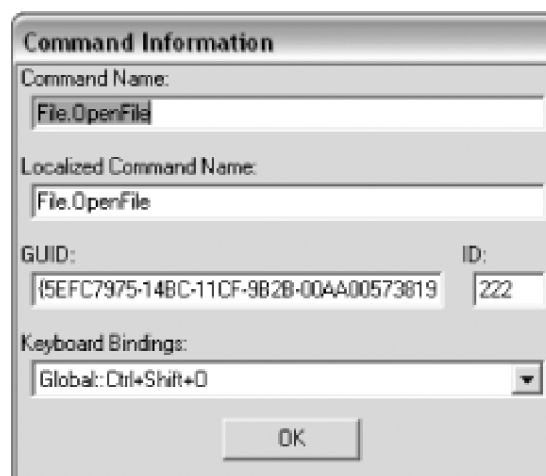 Command Information
Command Name:
File.OpenFile
Localized Command Name:
File.OpenFile
GUID: ID:
{5EFC7975-14BC-11CF-9B2B-00AA00573819 222
Keyboard Bindings:
Global::Ctrl+Shift+O
OK